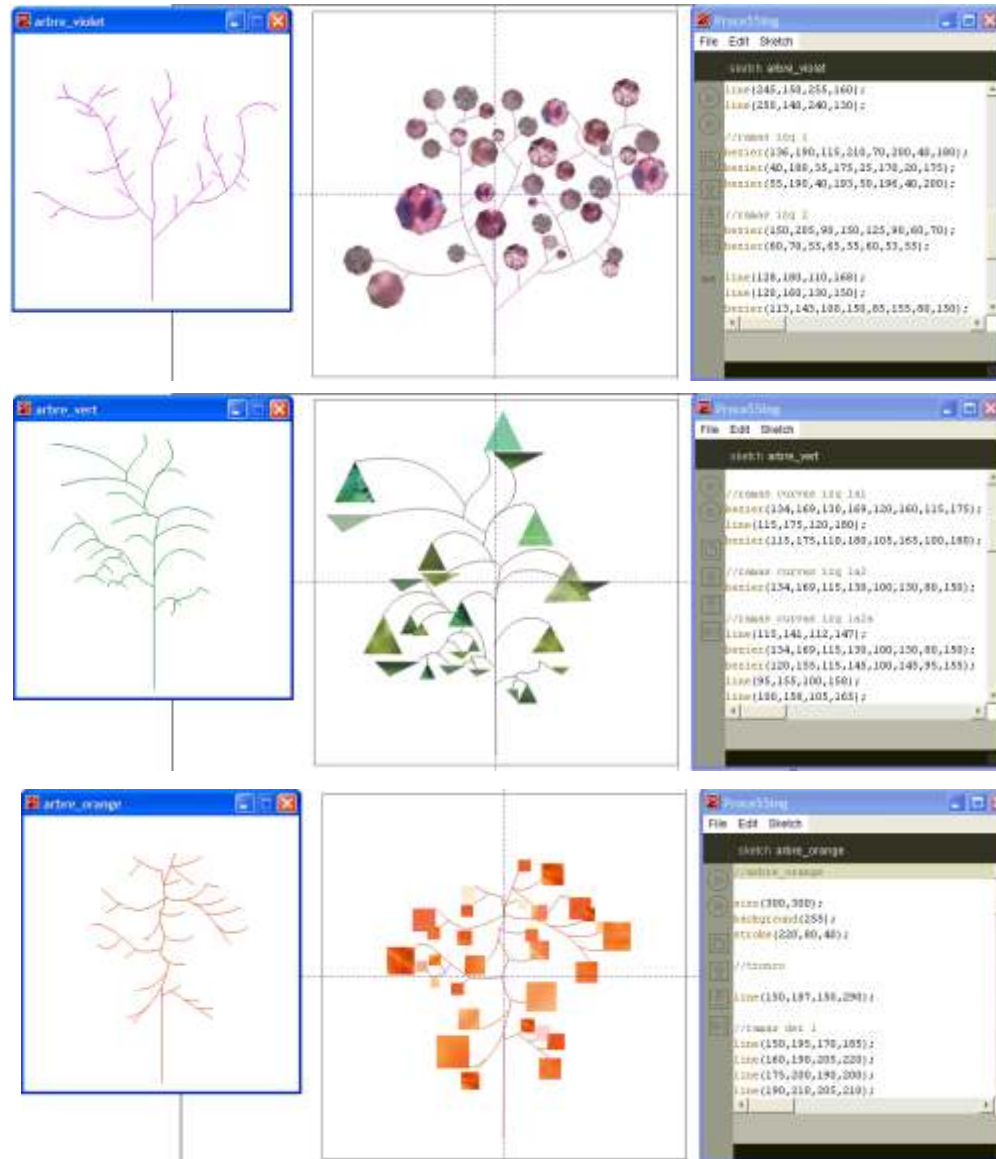 arbre_violet
Proce55ing
File Edit Sketch
sketch arbre_violet
line(245,150,255,160);
line(250,140,240,130);
//ramas izq 1
bezier(136,190,115,210,70,200,40,180);
bezier(40,180,35,175,25,170,20,175);
bezier(55,190,40,193,50,196,40,200);
//ramas izq 2
bezier(150,205,90,150,125,90,60,70);
bezier(60,70,55,65,55,60,53,55);
line(128,180,110,168);
line(128,160,130,150);
bezier(113,143,100,150,85,155,80,150);
arbre_vert
Proce55ing
File Edit Sketch
sketch arbre_vert
//ramas curvas izq 1a1
bezier(134,169,130,169,120,160,115,175);
line(115,175,120,180);
bezier(115,175,110,180,105,165,100,180);
//ramas curvas izq 1a2
bezier(134,169,115,130,100,130,80,150);
//ramas curvas izq 1a2a
line(115,141,112,147);
bezier(134,169,115,130,100,130,80,150);
bezier(120,155,115,145,100,145,95,155);
line(95,155,100,158);
line(100,158,105,165);
arbre_orange
Proce55ing
File Edit Sketch
sketch arbre_orange
//arbre_orange
size(300,300);
background(255);
stroke(220,80,40);
//tronco
line(150,187,150,290);
//ramas der 1
line(150,195,170,185);
line(160,190,205,220);
line(175,200,190,200);
line(190,210,205,210);